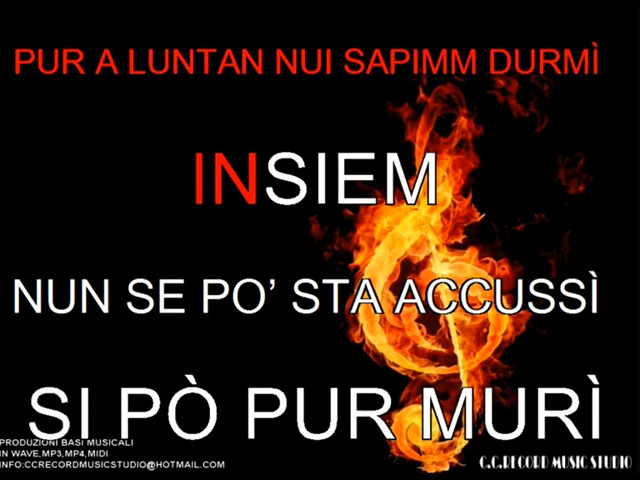 PUR A LUNTAN NUI SAPIMM DURMÌ
INSIEM
NUN SE PO’ STA ACCUSSÌ
SI PÒ PUR MURÌ
PRODUZIONI BASI MUSICALI
IN WAVE,MP3,MP4,MIDI
INFO:CCRECORDMUSICSTUDIO@HOTMAIL.COM
C.C.RECORD MUSIC STUDIO